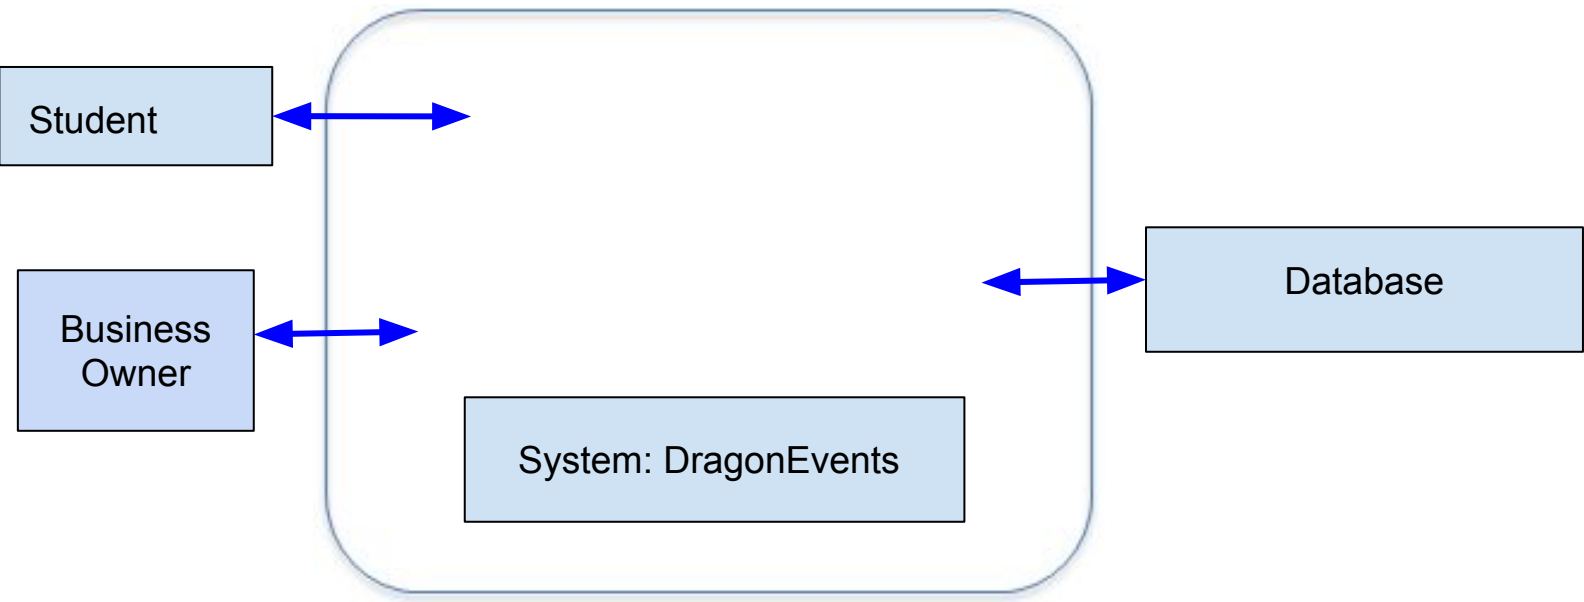 Student
Business
Owner
Database
System: DragonEvents